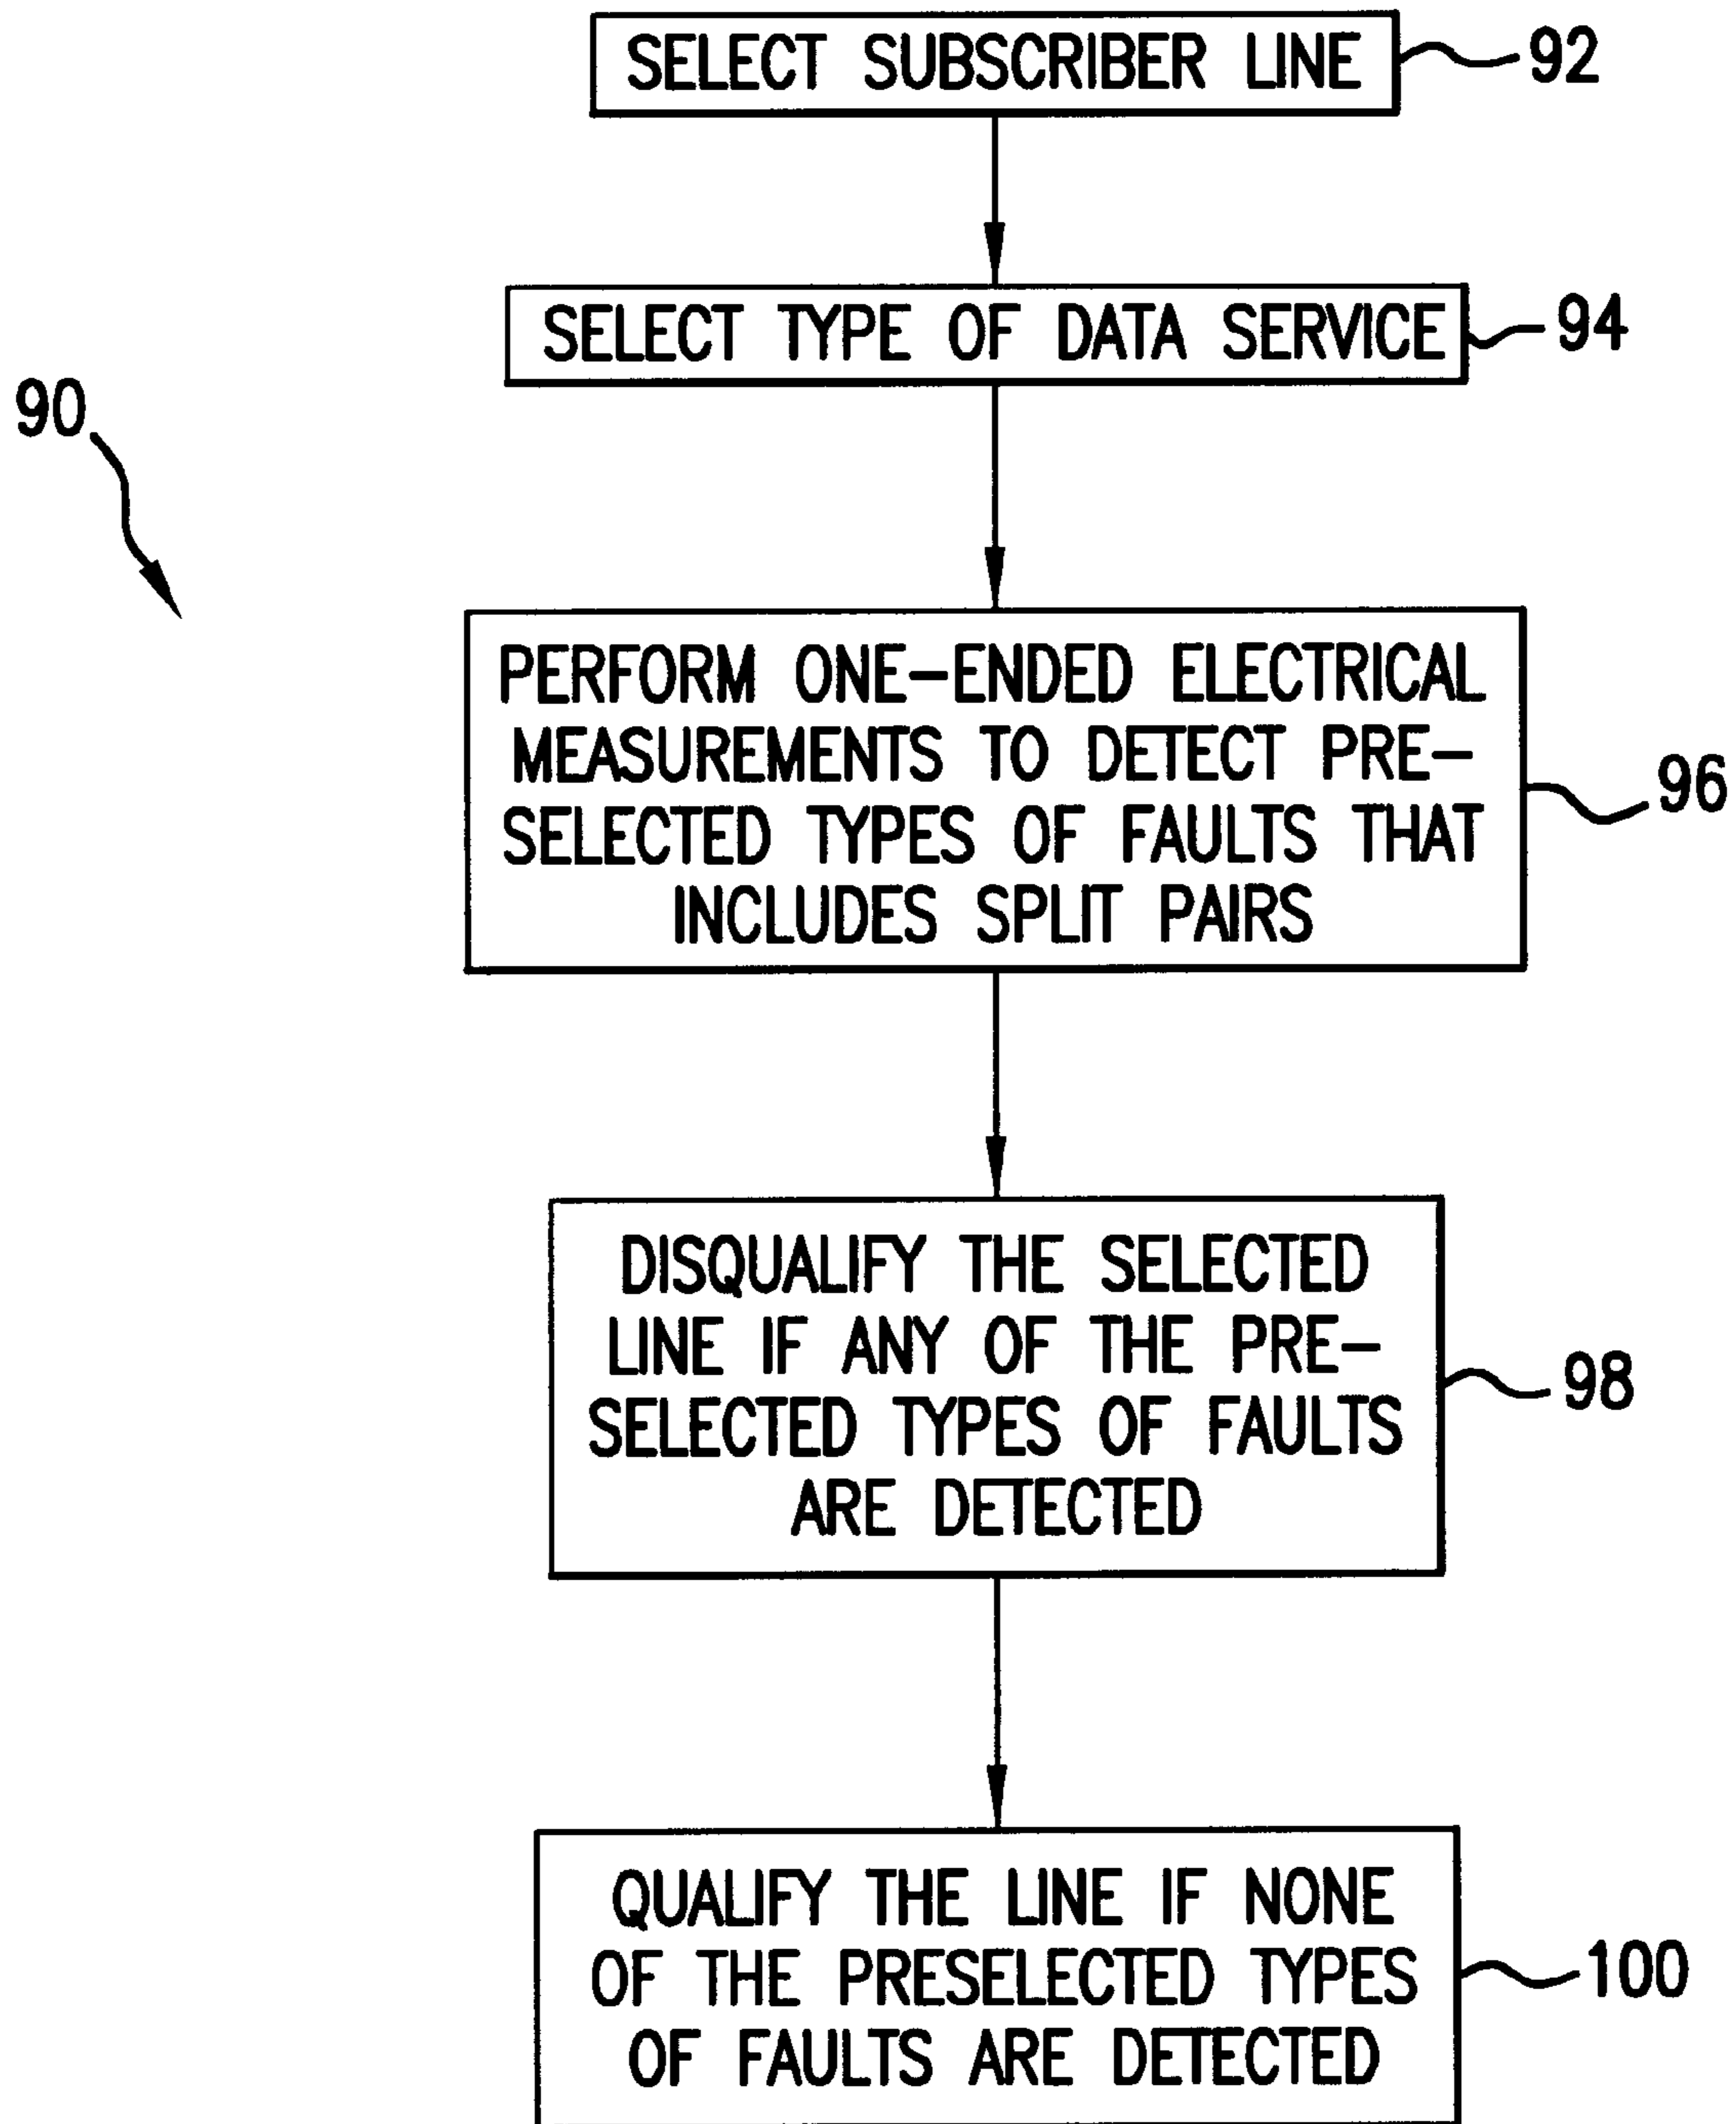 SELECT SUBSCRIBER LINE
92
SELECT TYPE OF DATA SERVICE
94
90
PERFORM ONE-ENDED ELECTRICAL
MEASUREMENTS TO DETECT PRE-
SELECTED TYPES OF FAULTS THAT
INCLUDES SPLIT PAIRS
96
DISQUALIFY THE SELECTED
LINE IF ANY OF THE PRE-
SELECTED TYPES OF FAULTS
ARE DETECTED
98
QUALIFY THE LINE IF NONE
OF THE PRESELECTED TYPES
OF FAULTS ARE DETECTED
100